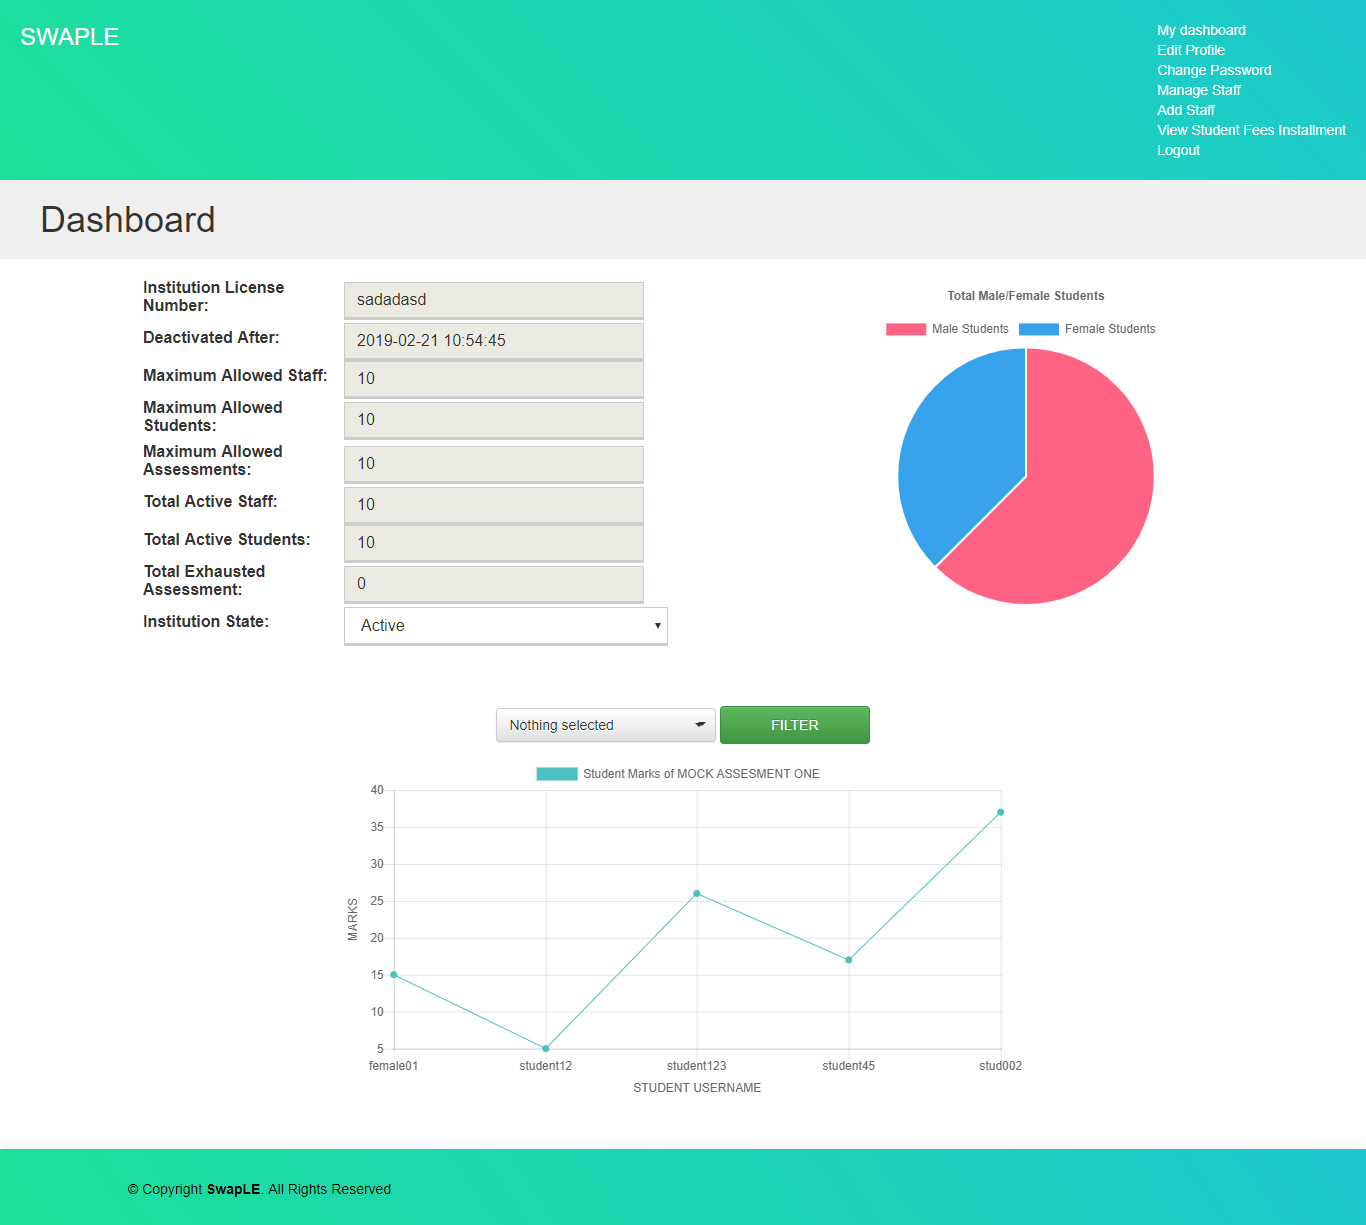 SWAPLE
My dashboard
Edit Profile
Change Password
Manage Staff
Add Staff
View Student Fees Installment
Logout
Dashboard
Institution License
Number:
sadadasd
Deactivated After:
2019-02-21 10:54:45
Maximum Allowed Staff:
10
Maximum Allowed
Students:
10
Maximum Allowed
Assessments:
10
Total Active Staff:
10
Total Active Students:
10
Total Exhausted
Assessment:
0
Institution State:
Active
Total Male/Female Students
Male Students
Female Students
Nothing selected
FILTER
Student Marks of MOCK ASSESMENT ONE
40
35
30
25
20
15
10
5
MARKS
female01
student12
student123
student45
stud002
STUDENT USERNAME
© Copyright SwapLE. All Rights Reserved